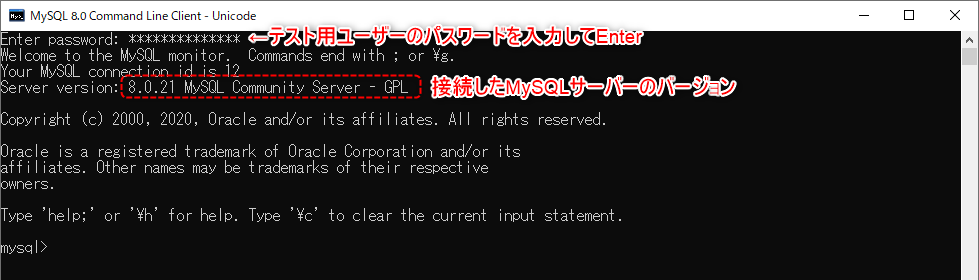 MySQL 8.0 Command Line Client - Unicode
Enter password: ************** ←テスト用ユーザーのパスワードを入力してEnter
Welcome to the MySQL monitor.  Commands end with ; or ¥g.
Your MySQL connection id is 12
Server version: 8.0.21 MySQL Community Server - GPL 接続したMySQLサーバーのバージョン
Copyright (c) 2000, 2020, Oracle and/or its affiliates. All rights reserved.
Oracle is a registered trademark of Oracle Corporation and/or its
affiliates. Other names may be trademarks of their respective
owners.
Type 'help;' or '¥h' for help. Type '¥c' to clear the current input statement.
mysql>